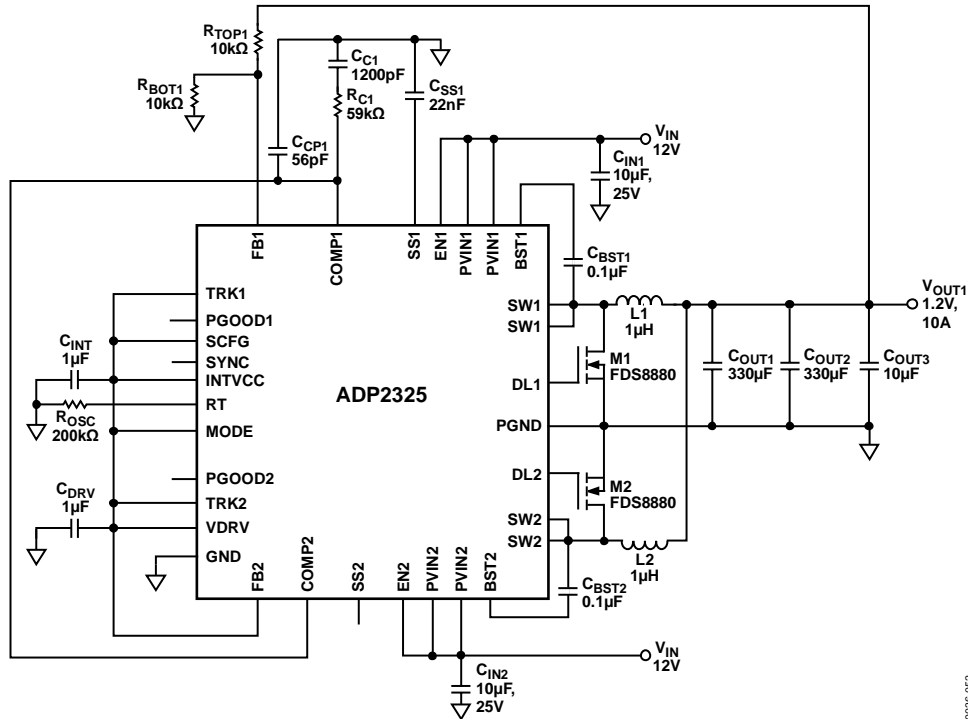 RTOP1
10kΩ
RBOT1
10kΩ
CC1
1200pF
RC1
59kΩ
CSS1
22nF
CCP1
56pF
VIN
12V
CIN1
10µF,
25V
FB1
COMP1
SS1
EN1
PVIN1
PVIN1
BST1
CBST1
0.1µF
TRK1
PGOOD1
SCFG
SYNC
INTVCC
RT
MODE
PGOOD2
TRK2
VDRV
GND
CINT
1µF
ROSC
200kΩ
CDRV
1µF
ADP2325
SW1
SW1
DL1
PGND
DL2
SW2
SW2
L1
1µH
M1
FDS8880
M2
FDS8880
L2
1µH
VOUT1
1.2V,
10A
COUT1
330µF
COUT2
330µF
COUT3
10µF
FB2
COMP2
SS2
EN2
PVIN2
PVIN2
BST2
CBST2
0.1µF
VIN
12V
CIN2
10µF,
25V